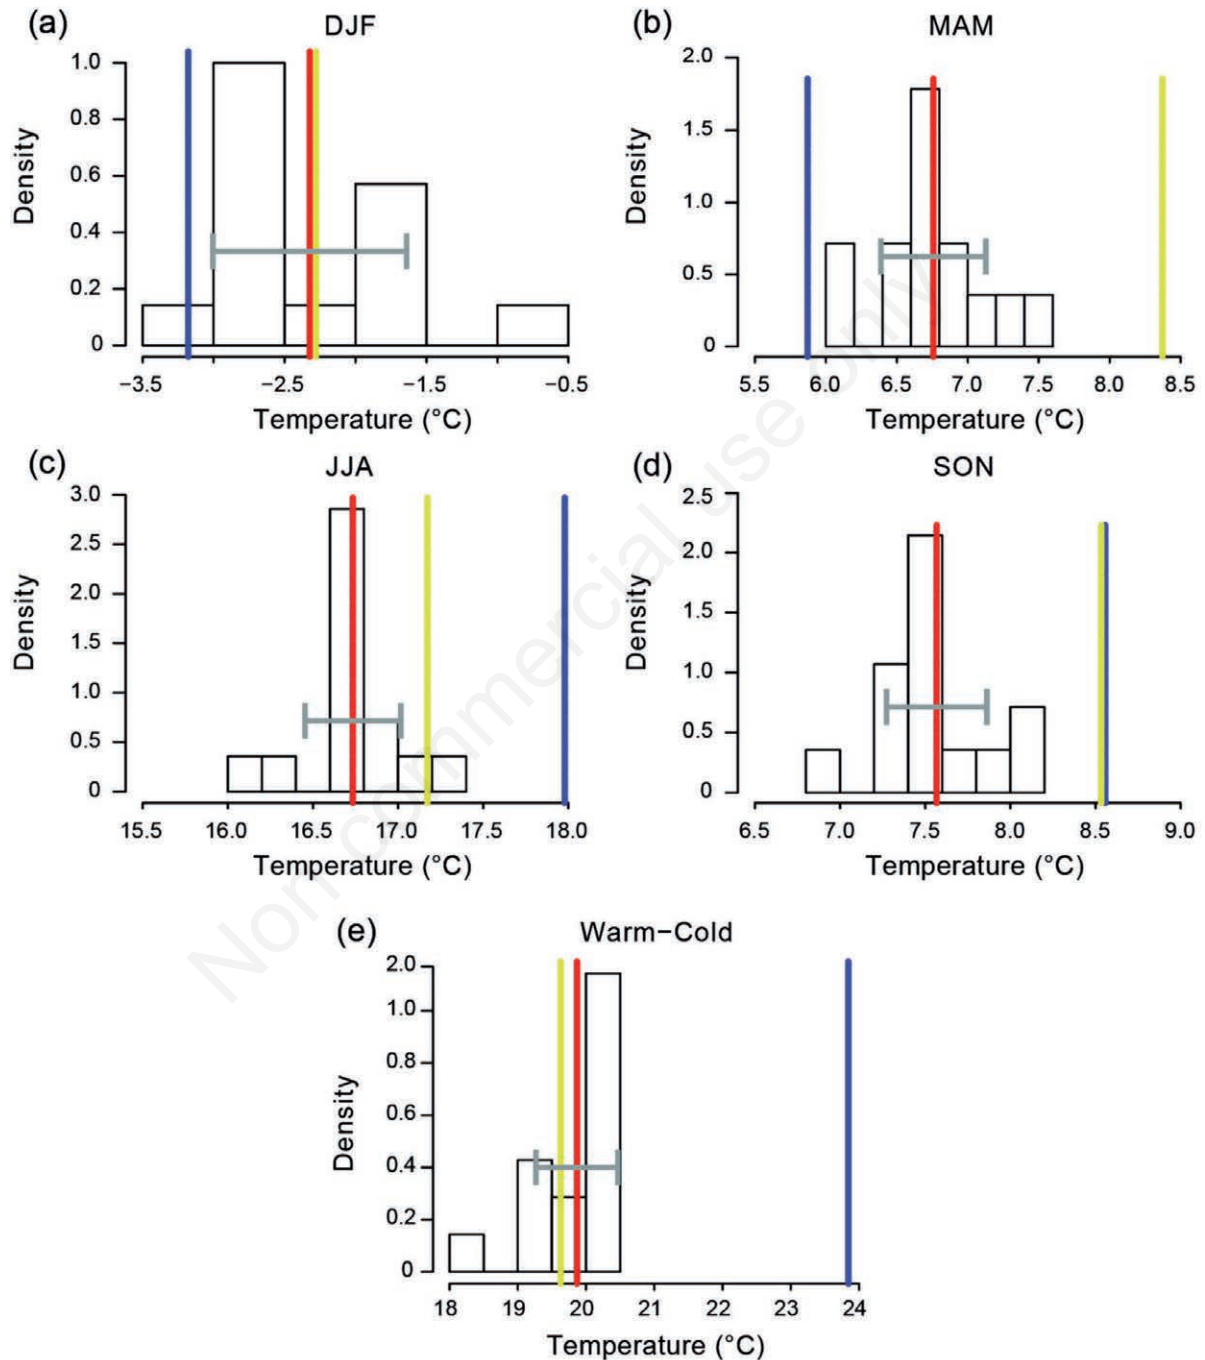 (a) DJF
Density
1.0
0.8
0.6
0.4
0.2
0
−3.5 −2.5 −1.5 −0.5
Temperature (°C)
(b) MAM
Density
2.0
1.5
1.0
0.5
0
5.5 6.0 6.5 7.0 7.5 8.0 8.5
Temperature (°C)
(c) JJA
Density
3.0
2.5
2.0
1.5
1.0
0.5
0
15.5 16.0 16.5 17.0 17.5 18.0
Temperature (°C)
(d) SON
Density
2.5
2.0
1.5
1.0
0.5
0
6.5 7.0 7.5 8.0 8.5 9.0
Temperature (°C)
(e) Warm−Cold
Density
2.0
1.0
0.8
0.6
0.4
0.2
0
18 19 20 21 22 23 24
Temperature (°C)
Non commercial use only